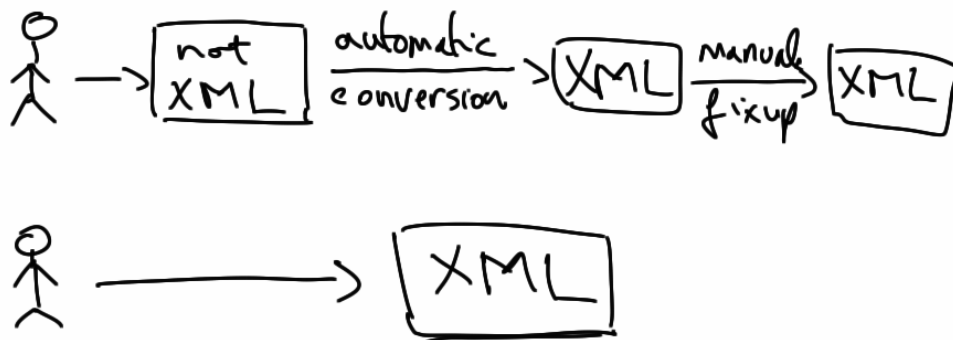 not
XML
automatic
conversion
XML
manual
fixup
XML
XML